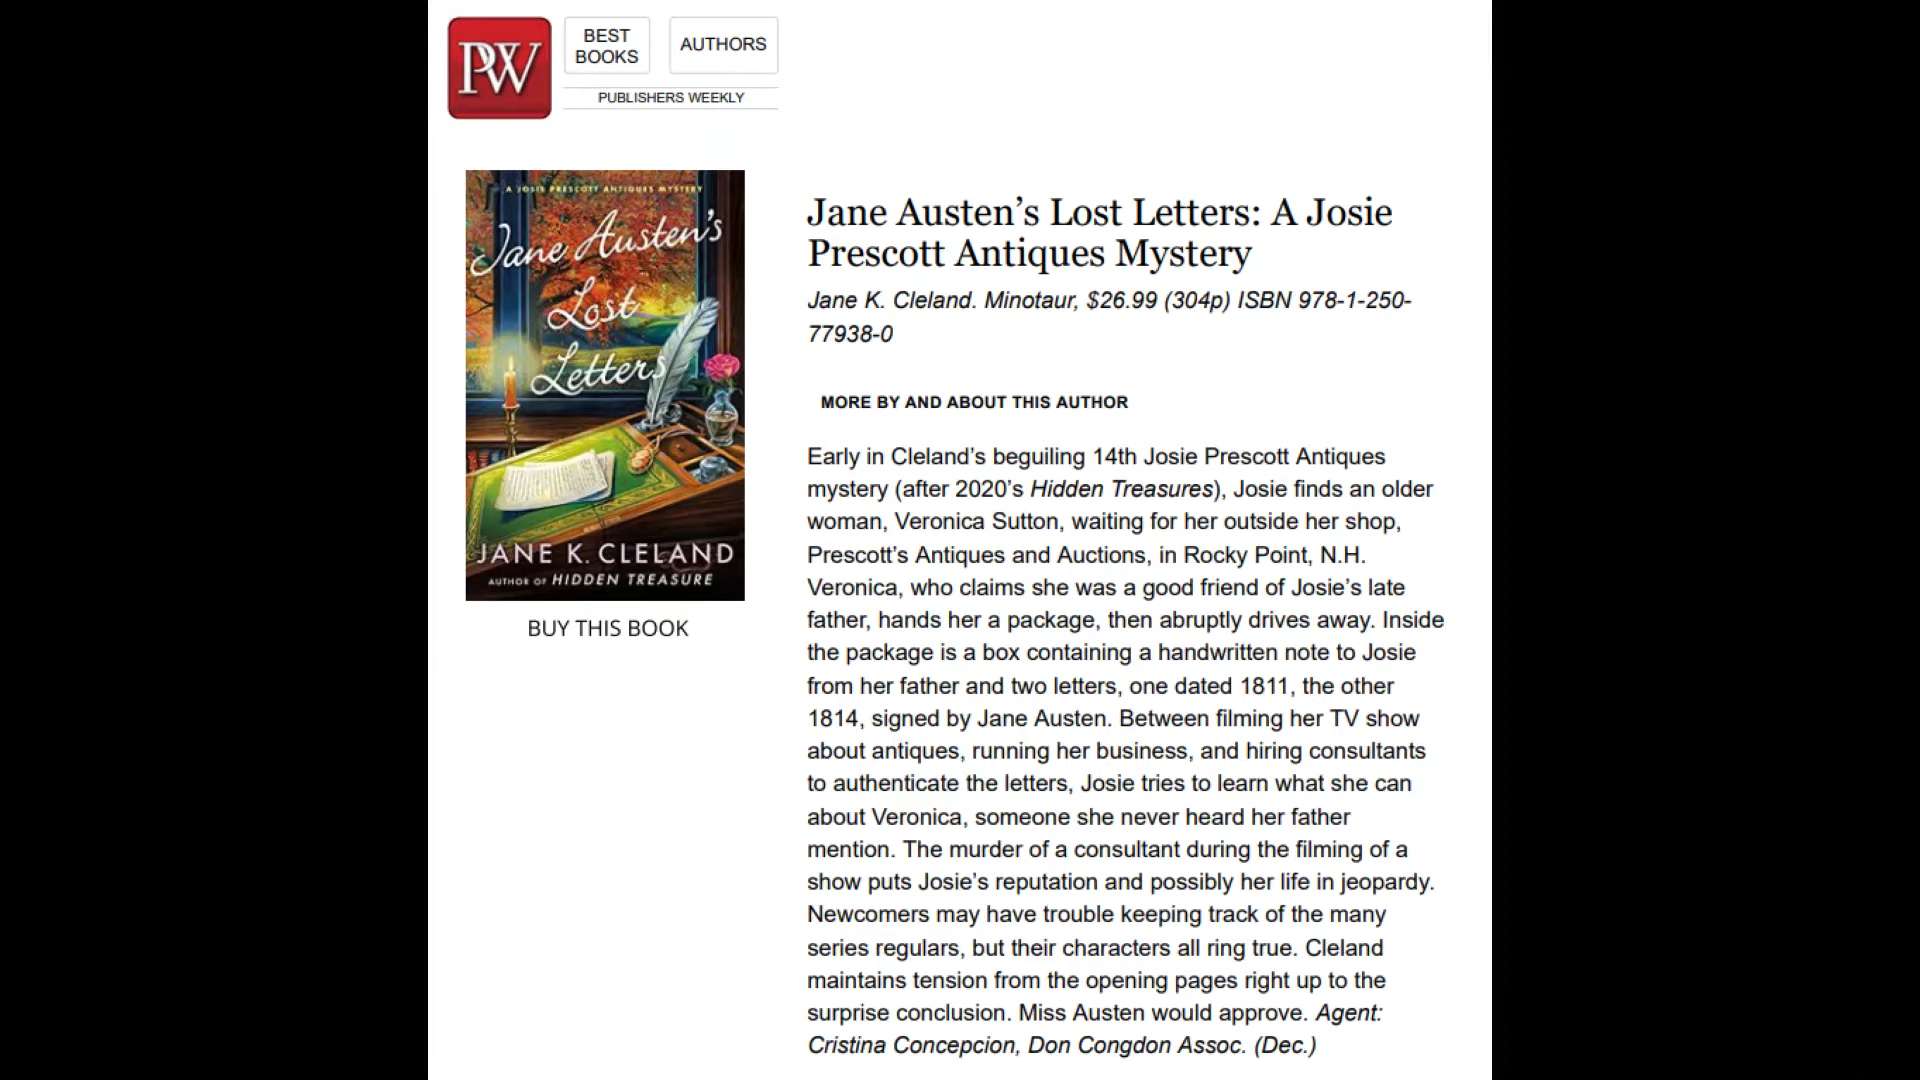 PW
BEST
BOOKS
AUTHORS
PUBLISHERS WEEKLY
A JOSIE PRESCOTT ANTIQUES MYSTERY
Jane Austen's
Lost
Letters
JANE K. CLELAND
AUTHOR OF HIDDEN TREASURE
BUY THIS BOOK
Jane Austen’s Lost Letters: A Josie
Prescott Antiques Mystery
Jane K. Cleland. Minotaur, $26.99 (304p) ISBN 978-1-250-
77938-0
MORE BY AND ABOUT THIS AUTHOR
Early in Cleland’s beguiling 14th Josie Prescott Antiques
mystery (after 2020’s Hidden Treasures), Josie finds an older
woman, Veronica Sutton, waiting for her outside her shop,
Prescott’s Antiques and Auctions, in Rocky Point, N.H.
Veronica, who claims she was a good friend of Josie’s late
father, hands her a package, then abruptly drives away. Inside
the package is a box containing a handwritten note to Josie
from her father and two letters, one dated 1811, the other
1814, signed by Jane Austen. Between filming her TV show
about antiques, running her business, and hiring consultants
to authenticate the letters, Josie tries to learn what she can
about Veronica, someone she never heard her father
mention. The murder of a consultant during the filming of a
show puts Josie’s reputation and possibly her life in jeopardy.
Newcomers may have trouble keeping track of the many
series regulars, but their characters all ring true. Cleland
maintains tension from the opening pages right up to the
surprise conclusion. Miss Austen would approve. Agent:
Cristina Concepcion, Don Congdon Assoc. (Dec.)